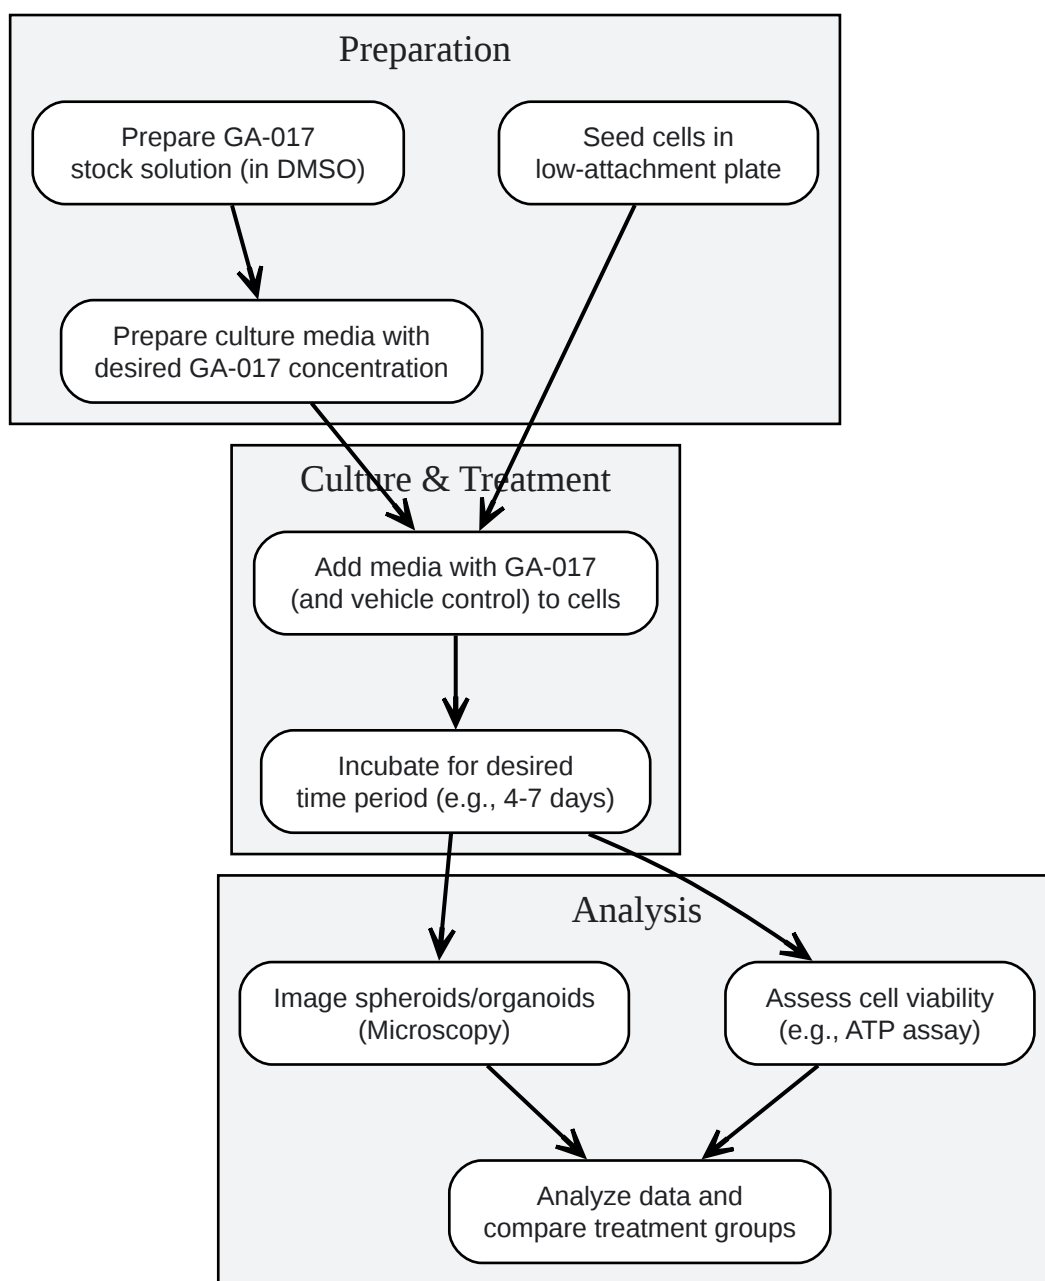 Preparation
Prepare GA-017
stock solution (in DMSO)
Seed cells in
low-attachment plate
Prepare culture media with
desired GA-017 concentration
Culture & Treatment
Add media with GA-017
(and vehicle control) to cells
Incubate for desired
time period (e.g., 4-7 days)
Analysis
Image spheroids/organoids
(Microscopy)
Assess cell viability
(e.g., ATP assay)
Analyze data and
compare treatment groups